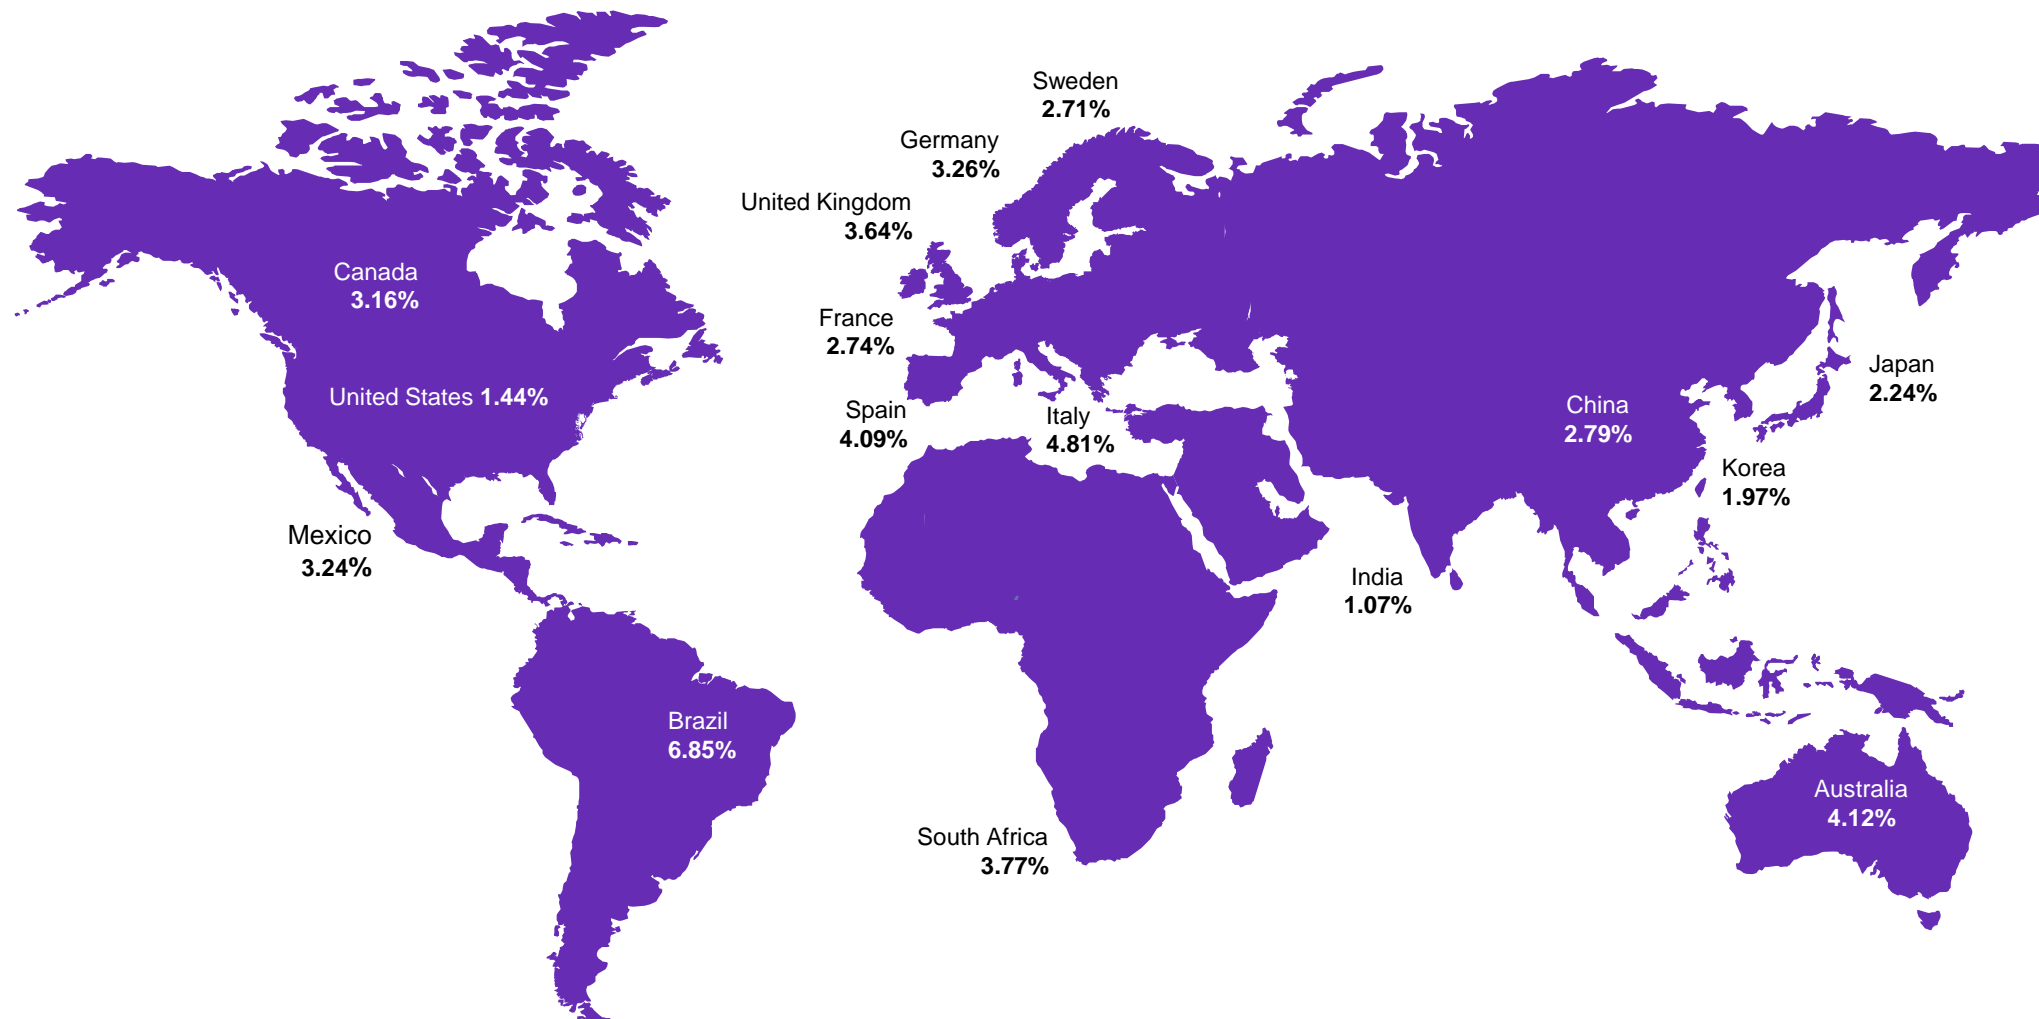 Sweden
2.71%
Germany
3.26%
United Kingdom
3.64%
Canada
3.16%
France
2.74%
Japan
2.24%
United States 1.44%
Spain
4.09%
Italy
4.81%
China
2.79%
Korea
1.97%
Mexico
3.24%
India
1.07%
Brazil
6.85%
Australia
4.12%
South Africa
3.77%